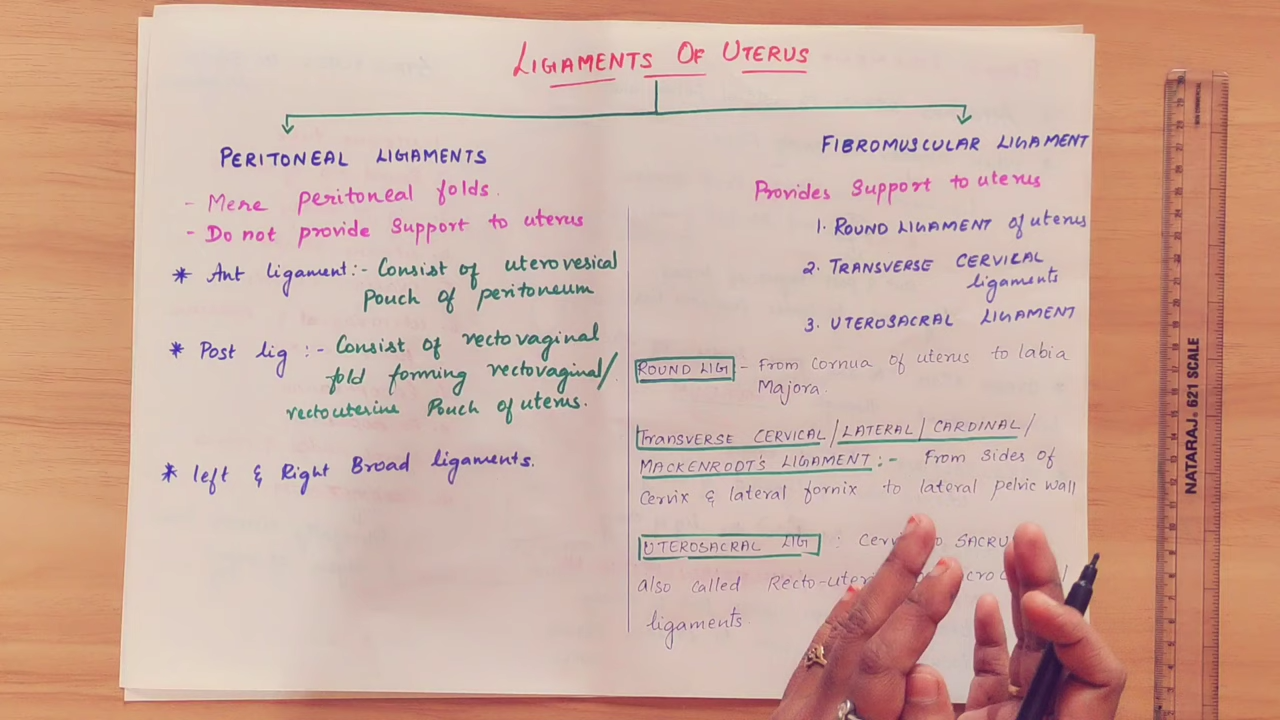 LIGAMENTS OF UTERUS
PERITONEAL LIGAMENTS
- Mere peritoneal folds.
- Do not provide Support to uterus
* Ant ligament:- Consist of uterovesical
Pouch of peritoneum
* Post lig :- Consist of rectovaginal
fold forming rectovaginal/
rectouterine Pouch of uterus.
* left & Right Broad ligaments.
FIBROMUSCULAR LIGAMENT
Provides Support to uterus
1. ROUND LIGAMENT of uterus
2. TRANSVERSE CERVICAL
ligaments
3. UTEROSACRAL LIGAMENT
ROUND LIG - From Cornua of uterus to labia
Majora.
TRANSVERSE CERVICAL/LATERAL/CARDINAL/
MACKENRODT'S LIGAMENT:- From sides of
Cervix & lateral fornix to lateral pelvic wall
UTEROSACRAL LIG :
also called
ligaments
NATARAJ 621 SCALE